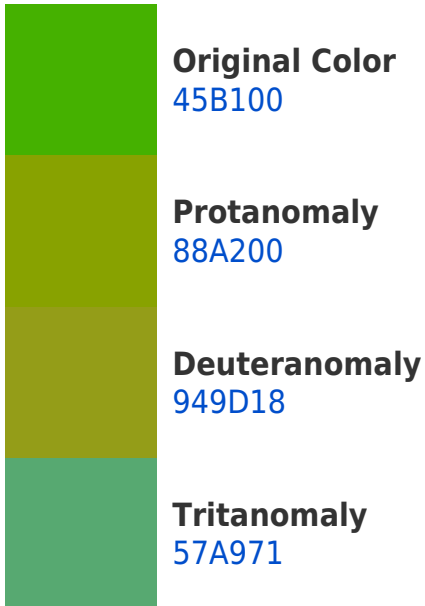 Original Color
45B100
Protanomaly
88A200
Deuteranomaly
949D18
Tritanomaly
57A971